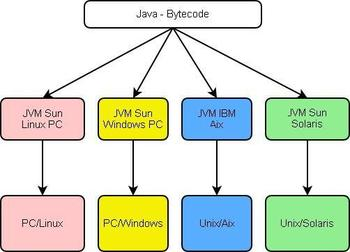 Java - Bytecode
JVM Sun
Linux PC
JVM Sun
Windows PC
JVM IBM
Aix
JVM Sun
Solaris
PC/Linux
PC/Windows
Unix/Aix
Unix/Solaris